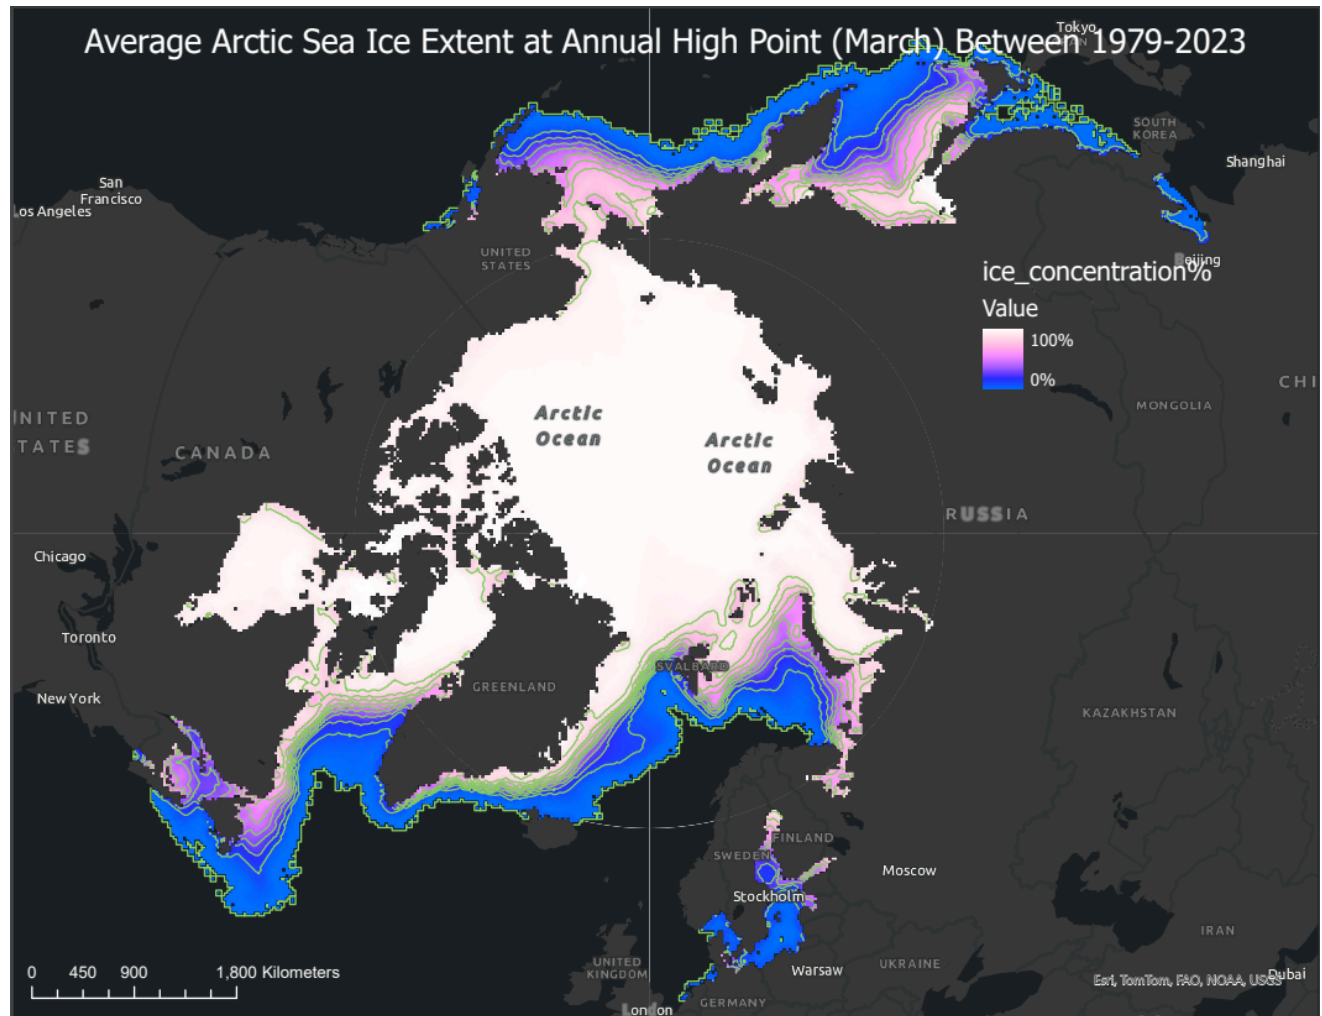 Average Arctic Sea Ice Extent at Annual High Point (March) Between 1979-2023
Tokyo
SOUTH
KOREA
Shanghai
San
Francisco
Los Angeles
UNITED
STATES
Beijing
ice_concentration%
Value
100%
0%
CHI
MONGOLIA
UNITED
TATES
CANADA
Arctic
Ocean
Arctic
Ocean
RUSSIA
Chicago
Toronto
New York
SVALBARD
GREENLAND
KAZAKHSTAN
FINLAND
SWEDEN
Moscow
Stockholm
IRAN
UNITED
KINGDOM
Warsaw
UKRAINE
0 450 900 1,800 Kilometers
Dubai
Esri, TomTom, FAO, NOAA, USGS
GERMANY
London